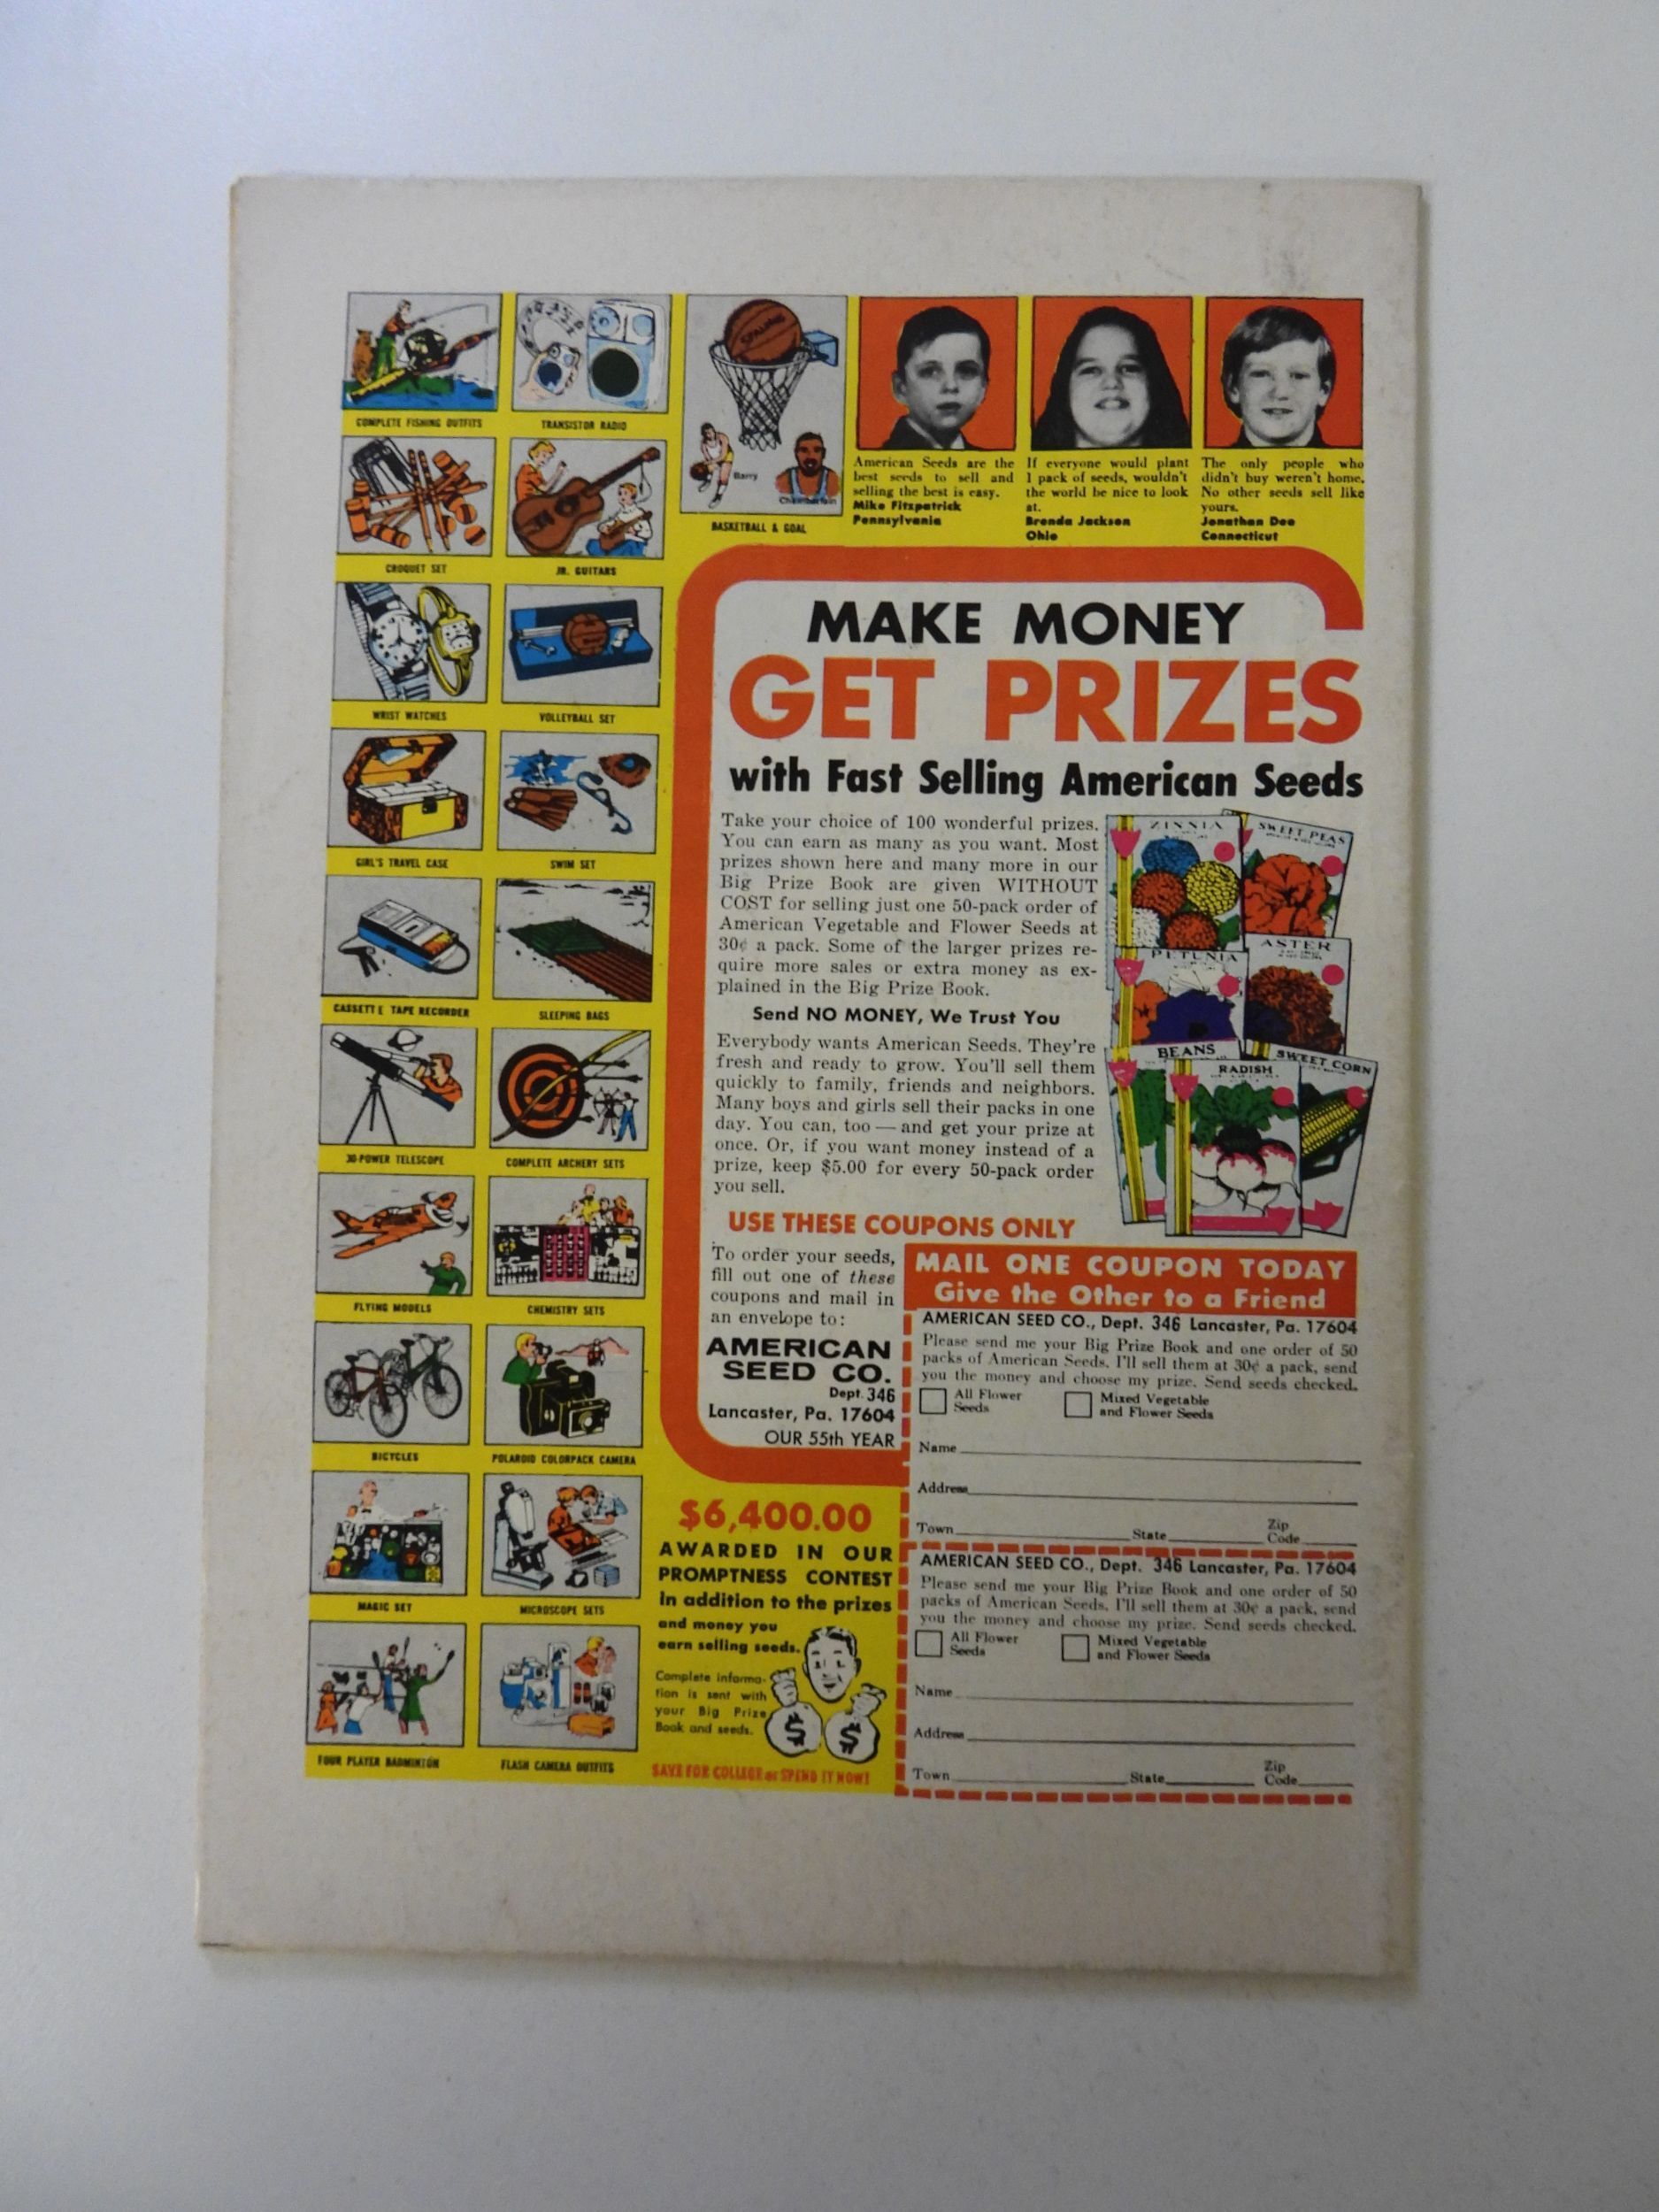 COMPLETE FISHING OUTFITS
TRANSISTOR RADIO
CROQUET SET
JR. GUITARS
WRIST WATCHES
VOLLEYBALL SET
GIRL'S TRAVEL CASE
SWIM SET
CASSETTE TAPE RECORDER
SLEEPING BAGS
30-POWER TELESCOPE
COMPLETE ARCHERY SETS
FLYING MODELS
CHEMISTRY SETS
BICYCLES
POLAROID COLORPACK CAMERA
MAGIC SET
MICROSCOPE SETS
FOUR PLAYER BADMINTON
FLASH CAMERA OUTFITS
SPALDING
Barry
Chamberlain
BASKETBALL & GOAL
American Seeds are the
best seeds to sell and
selling the best is easy.
Mike Fitzpatrick
Pennsylvania
If everyone would plant
1 pack of seeds, wouldn't
the world be nice to look
at.
Brenda Jackson
Ohio
The only people who
didn't buy weren't home.
No other seeds sell like
yours.
Jonathan Dee
Connecticut
MAKE MONEY
GET PRIZES
with Fast Selling American Seeds
Take your choice of 100 wonderful prizes.
You can earn as many as you want. Most
prizes shown here and many more in our
Big Prize Book are given WITHOUT
COST for selling just one 50-pack order of
American Vegetable and Flower Seeds at
30¢ a pack. Some of the larger prizes re-
quire more sales or extra money as ex-
plained in the Big Prize Book.
Send NO MONEY, We Trust You
Everybody wants American Seeds. They're
fresh and ready to grow. You'll sell them
quickly to family, friends and neighbors.
Many boys and girls sell their packs in one
day. You can, too — and get your prize at
once. Or, if you want money instead of a
prize, keep $5.00 for every 50-pack order
you sell.
ZINNIA
SWEET PEAS
PETUNIA
ASTER
BEANS
RADISH
SWEET CORN
USE THESE COUPONS ONLY
To order your seeds,
fill out one of these
coupons and mail in
an envelope to:
AMERICAN
SEED CO.
Dept. 346
Lancaster, Pa. 17604
OUR 55th YEAR
$6,400.00
AWARDED IN OUR
PROMPTNESS CONTEST
In addition to the prizes
and money you
earn selling seeds.
Complete informa-
tion is sent with
your Big Prize
Book and seeds.
$ $
SAVE FOR COLLEGE or SPEND IT NOW!
MAIL ONE COUPON TODAY
Give the Other to a Friend
AMERICAN SEED CO., Dept. 346 Lancaster, Pa. 17604
Please send me your Big Prize Book and one order of 50
packs of American Seeds. I'll sell them at 30¢ a pack, send
you the money and choose my prize. Send seeds checked.
All Flower Seeds
Mixed Vegetable and Flower Seeds
Name
Address
Town State Zip Code
AMERICAN SEED CO., Dept. 346 Lancaster, Pa. 17604
Please send me your Big Prize Book and one order of 50
packs of American Seeds. I'll sell them at 30¢ a pack, send
you the money and choose my prize. Send seeds checked.
All Flower Seeds
Mixed Vegetable and Flower Seeds
Name
Address
Town State Zip Code